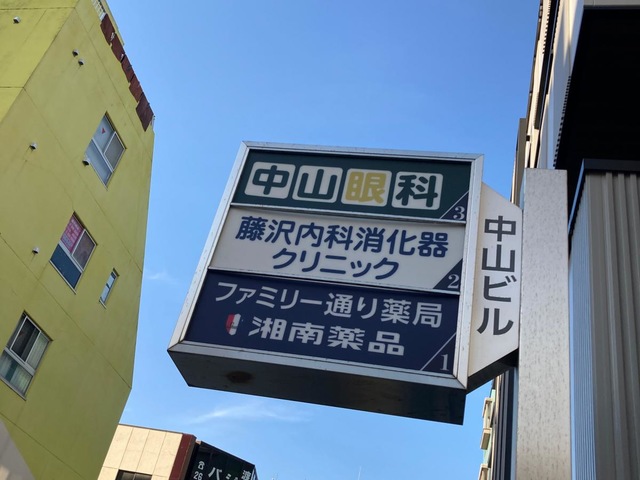 中山眼科
3
藤沢内科消化器
クリニック
2
ファミリー通り薬局
湘南薬品
1
中山ビル